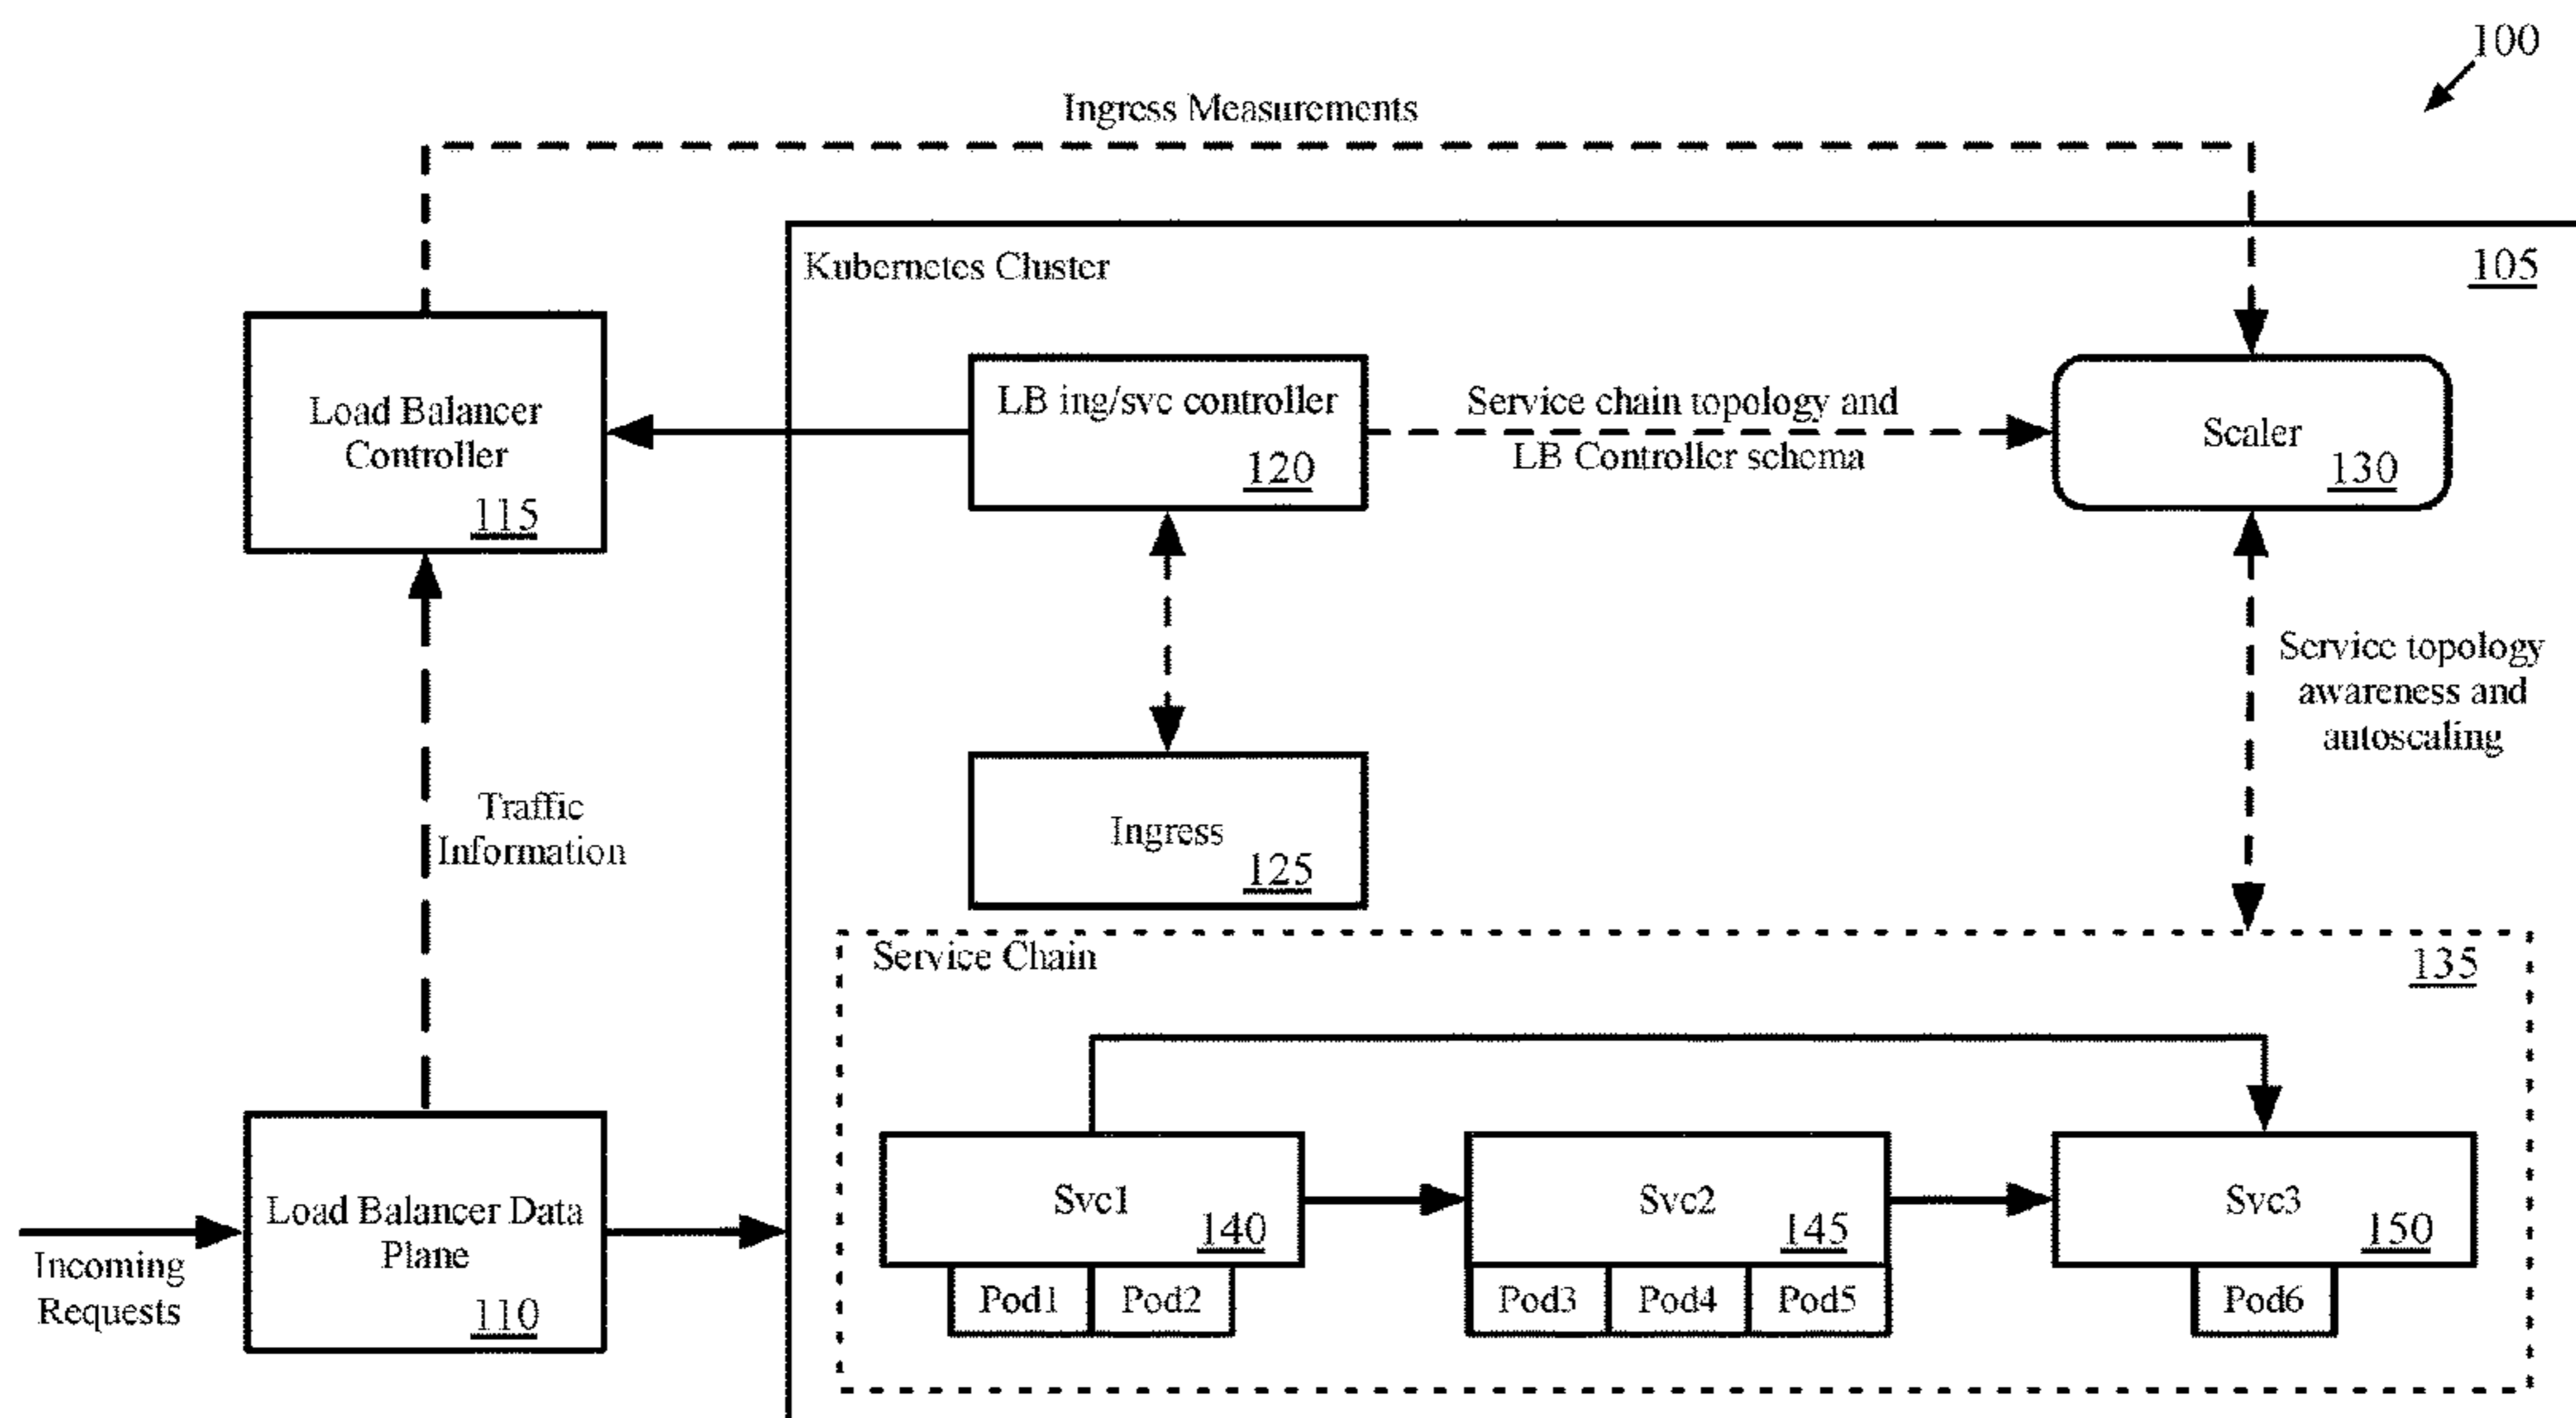 100
Ingress Measurements
Kubernetes Cluster
105
Load Balancer
Controller
115
LB ing/svc controller
120
Service chain topology and
LB Controller schema
Scaler
130
Service topology
awareness and
autoscaling
Traffic
Information
Ingress
125
Service Chain
135
Incoming
Requests
Load Balancer Data
Plane
110
Svc1
140
Pod1
Pod2
Svc2
145
Pod3
Pod4
Pod5
Svc3
150
Pod6